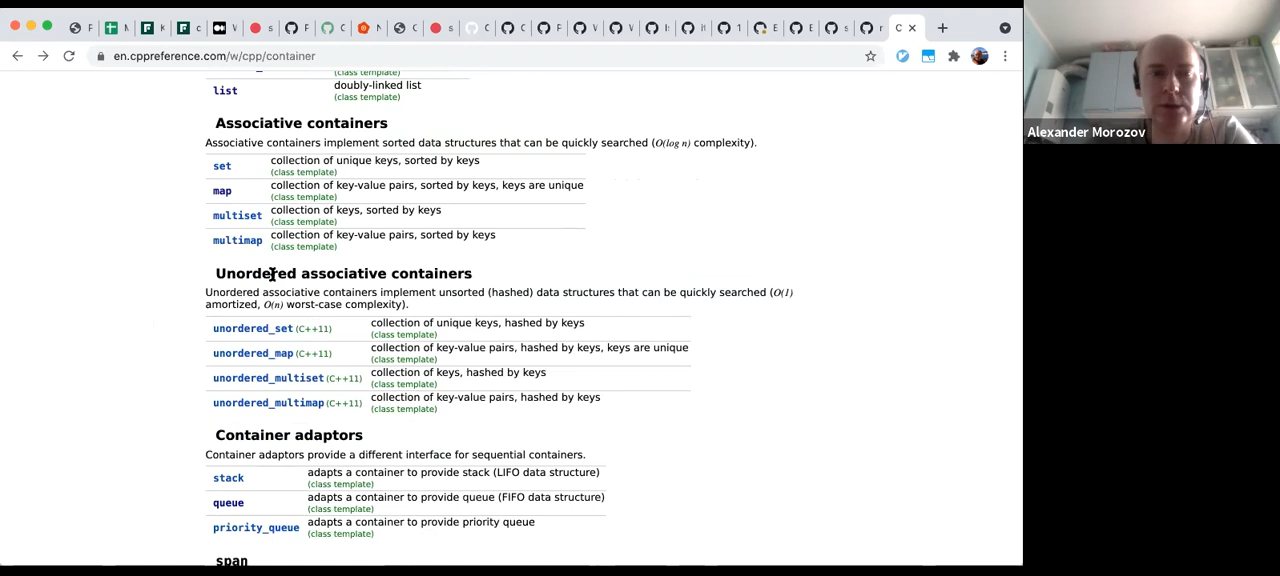 en.cppreference.com/w/cpp/container
(class template)
list
doubly-linked list
(class template)
Associative containers
Associative containers implement sorted data structures that can be quickly searched (O(log n) complexity).
set
collection of unique keys, sorted by keys
(class template)
map
collection of key-value pairs, sorted by keys, keys are unique
(class template)
multiset
collection of keys, sorted by keys
(class template)
multimap
collection of key-value pairs, sorted by keys
(class template)
Unordered associative containers
Unordered associative containers implement unsorted (hashed) data structures that can be quickly searched (O(1)
amortized, O(n) worst-case complexity).
unordered_set (C++11)
collection of unique keys, hashed by keys
(class template)
unordered_map (C++11)
collection of key-value pairs, hashed by keys, keys are unique
(class template)
unordered_multiset (C++11)
collection of keys, hashed by keys
(class template)
unordered_multimap (C++11)
collection of key-value pairs, hashed by keys
(class template)
Container adaptors
Container adaptors provide a different interface for sequential containers.
stack
adapts a container to provide stack (LIFO data structure)
(class template)
queue
adapts a container to provide queue (FIFO data structure)
(class template)
priority_queue
adapts a container to provide priority queue
(class template)
span
Alexander Morozov